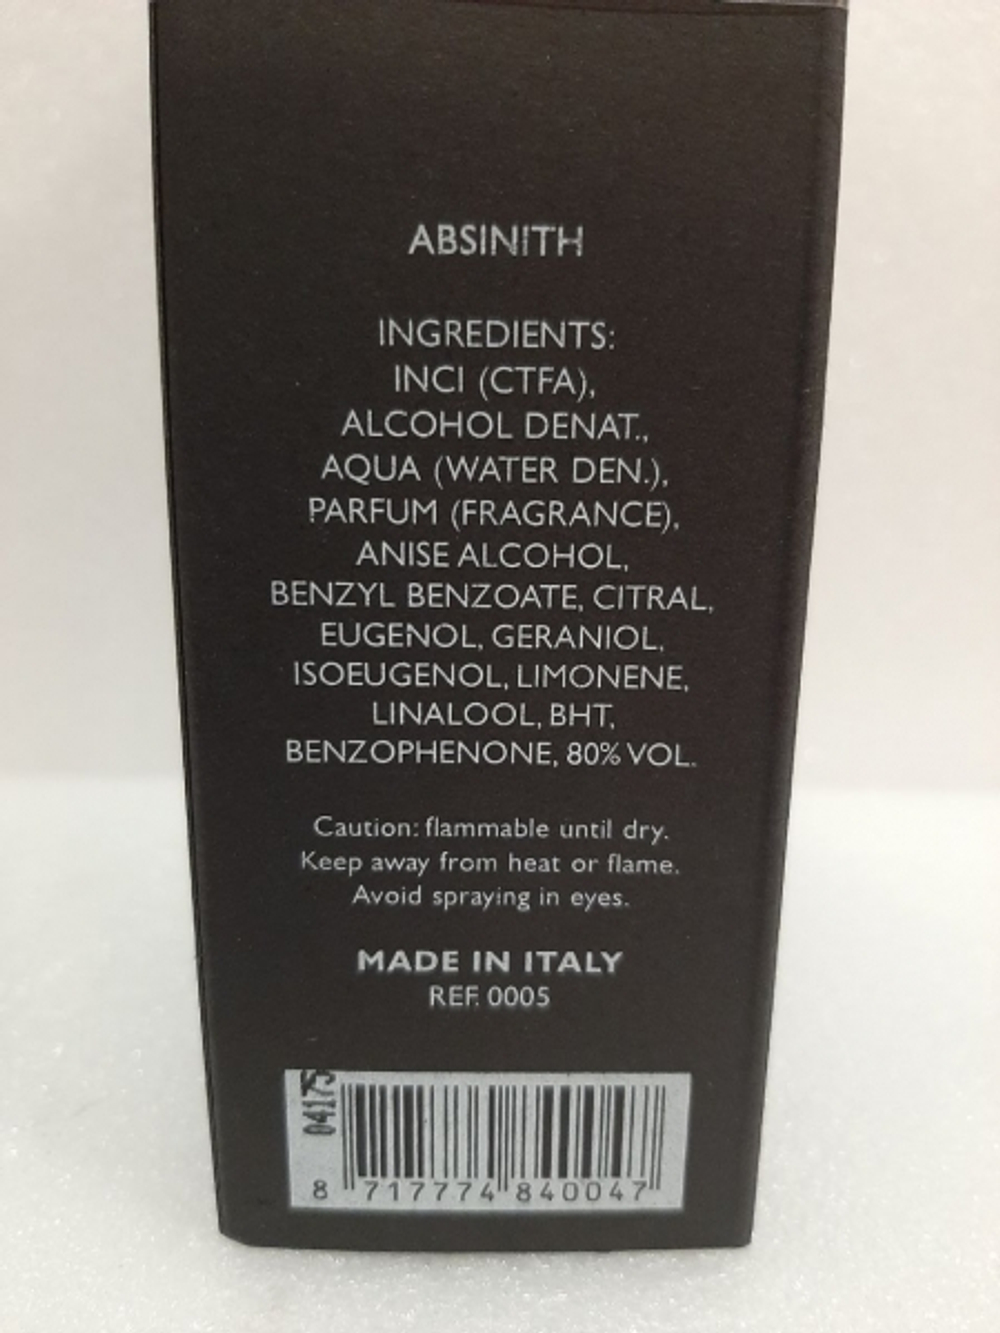 ABSINITH
INGREDIENTS:
INCI (CTFA),
ALCOHOL DENAT.,
AQUA (WATER DEN.),
PARFUM (FRAGRANCE),
ANISE ALCOHOL,
BENZYL BENZOATE, CITRAL,
EUGENOL, GERANIOL,
ISOEUGENOL, LIMONENE,
LINALOOL, BHT,
BENZOPHENONE, 80% VOL.
Caution: flammable until dry.
Keep away from heat or flame.
Avoid spraying in eyes.
MADE IN ITALY
REF. 0005
04175
8 717774 840047